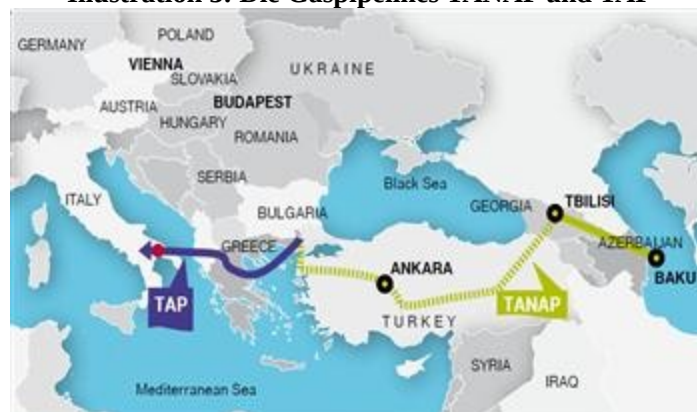 Illustration 3: Die Gaspipelines TANAP und TAP
GERMANY
POLAND
VIENNA
SLOVAKIA
UKRAINE
AUSTRIA
BUDAPEST
HUNGARY
ROMANIA
SERBIA
ITALY
Black Sea
BULGARIA
GEORGIA
TBILISI
GREECE
AZERBAIJAN
ANKARA
BAKU
TAP
TANAP
TURKEY
SYRIA
IRAQ
Mediterranean Sea